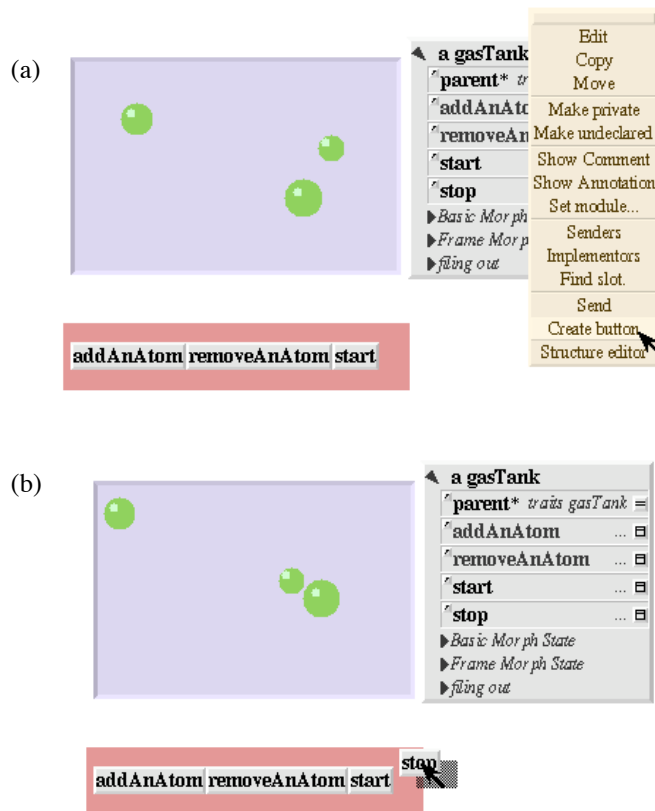 (a)
a gasTank
parent* tr
addAnAto
removeAn
start
stop
Basic Morph
Frame Morp
filing out
Edit
Copy
Move
Make private
Make undeclared
Show Comment
Show Annotation
Set module...
Senders
Implementors
Find slot.
Send
Create button
Structure editor
addAnAtom removeAnAtom start
(b)
a gasTank
parent* traits gasTank =
addAnAtom ...
removeAnAtom ...
start ...
stop ...
Basic Morph State
Frame Morph State
filing out
stop
addAnAtom removeAnAtom start